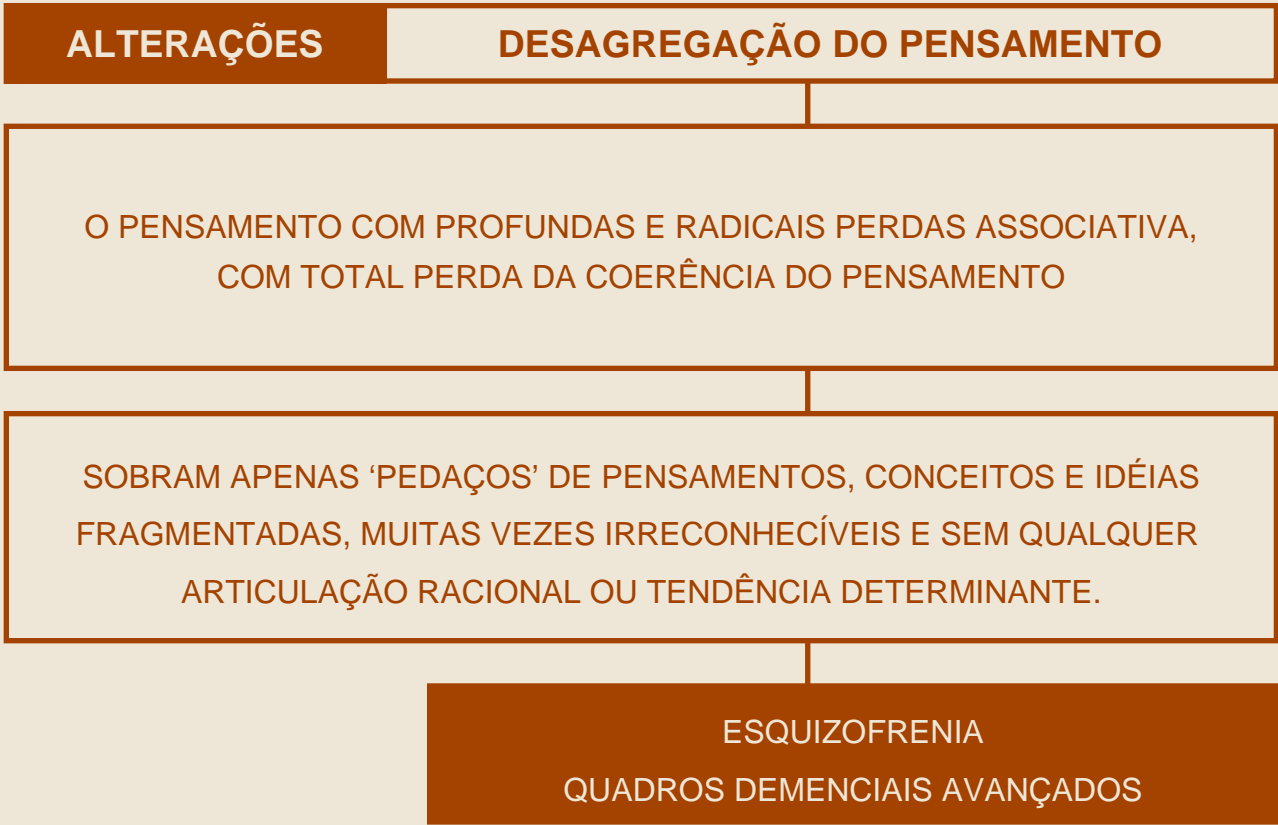 ALTERAÇÕES DESAGREGAÇÃO DO PENSAMENTO
O PENSAMENTO COM PROFUNDAS E RADICAIS PERDAS ASSOCIATIVA,
COM TOTAL PERDA DA COERÊNCIA DO PENSAMENTO
SOBRAM APENAS ‘PEDAÇOS’ DE PENSAMENTOS, CONCEITOS E IDÉIAS
FRAGMENTADAS, MUITAS VEZES IRRECONHECÍVEIS E SEM QUALQUER
ARTICULAÇÃO RACIONAL OU TENDÊNCIA DETERMINANTE.
ESQUIZOFRENIA
QUADROS DEMENCIAIS AVANÇADOS